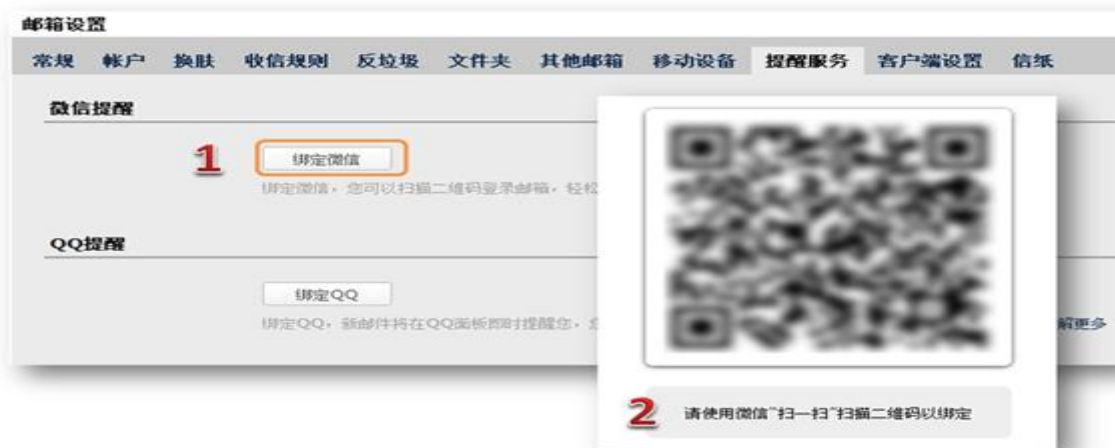 邮箱设置
常规 帐户 换肤 收信规则 反垃圾 文件夹 其他邮箱 移动设备 提醒服务 客户端设置 信纸
微信提醒
1 绑定微信
绑定微信，您可以扫描二维码登录邮箱，轻松
QQ提醒
绑定QQ
绑定QQ，新邮件将在QQ面板即时提醒您，
解更多
2 请使用微信"扫一扫"扫描二维码以绑定